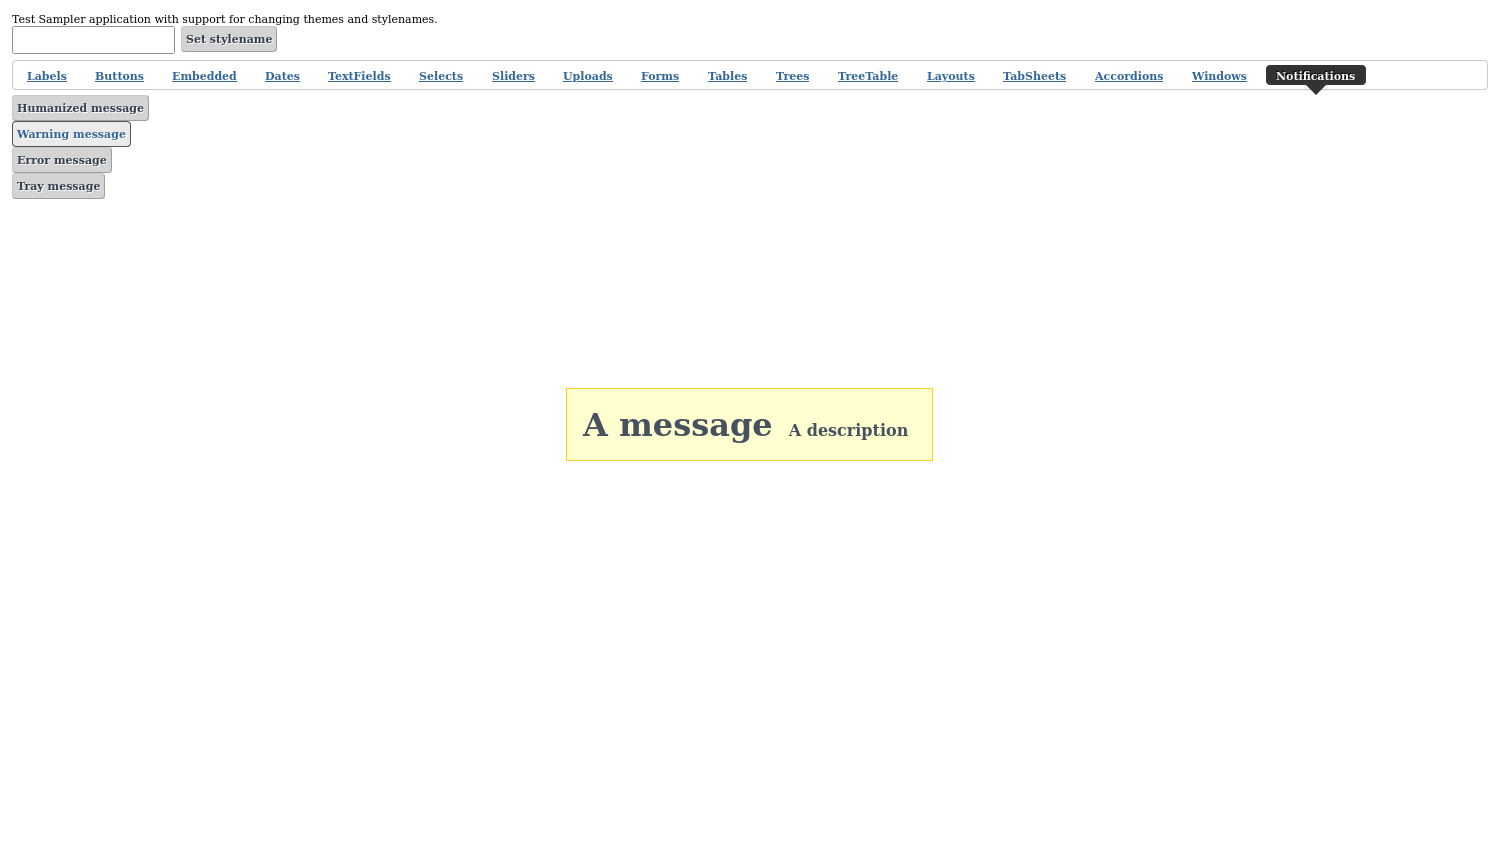 Test Sampler application with support for changing themes and stylenames.
Set stylename
Labels Buttons Embedded Dates TextFields Selects Sliders Uploads Forms Tables Trees TreeTable Layouts TabSheets Accordions Windows Notifications
Humanized message
Warning message
Error message
Tray message
A message A description